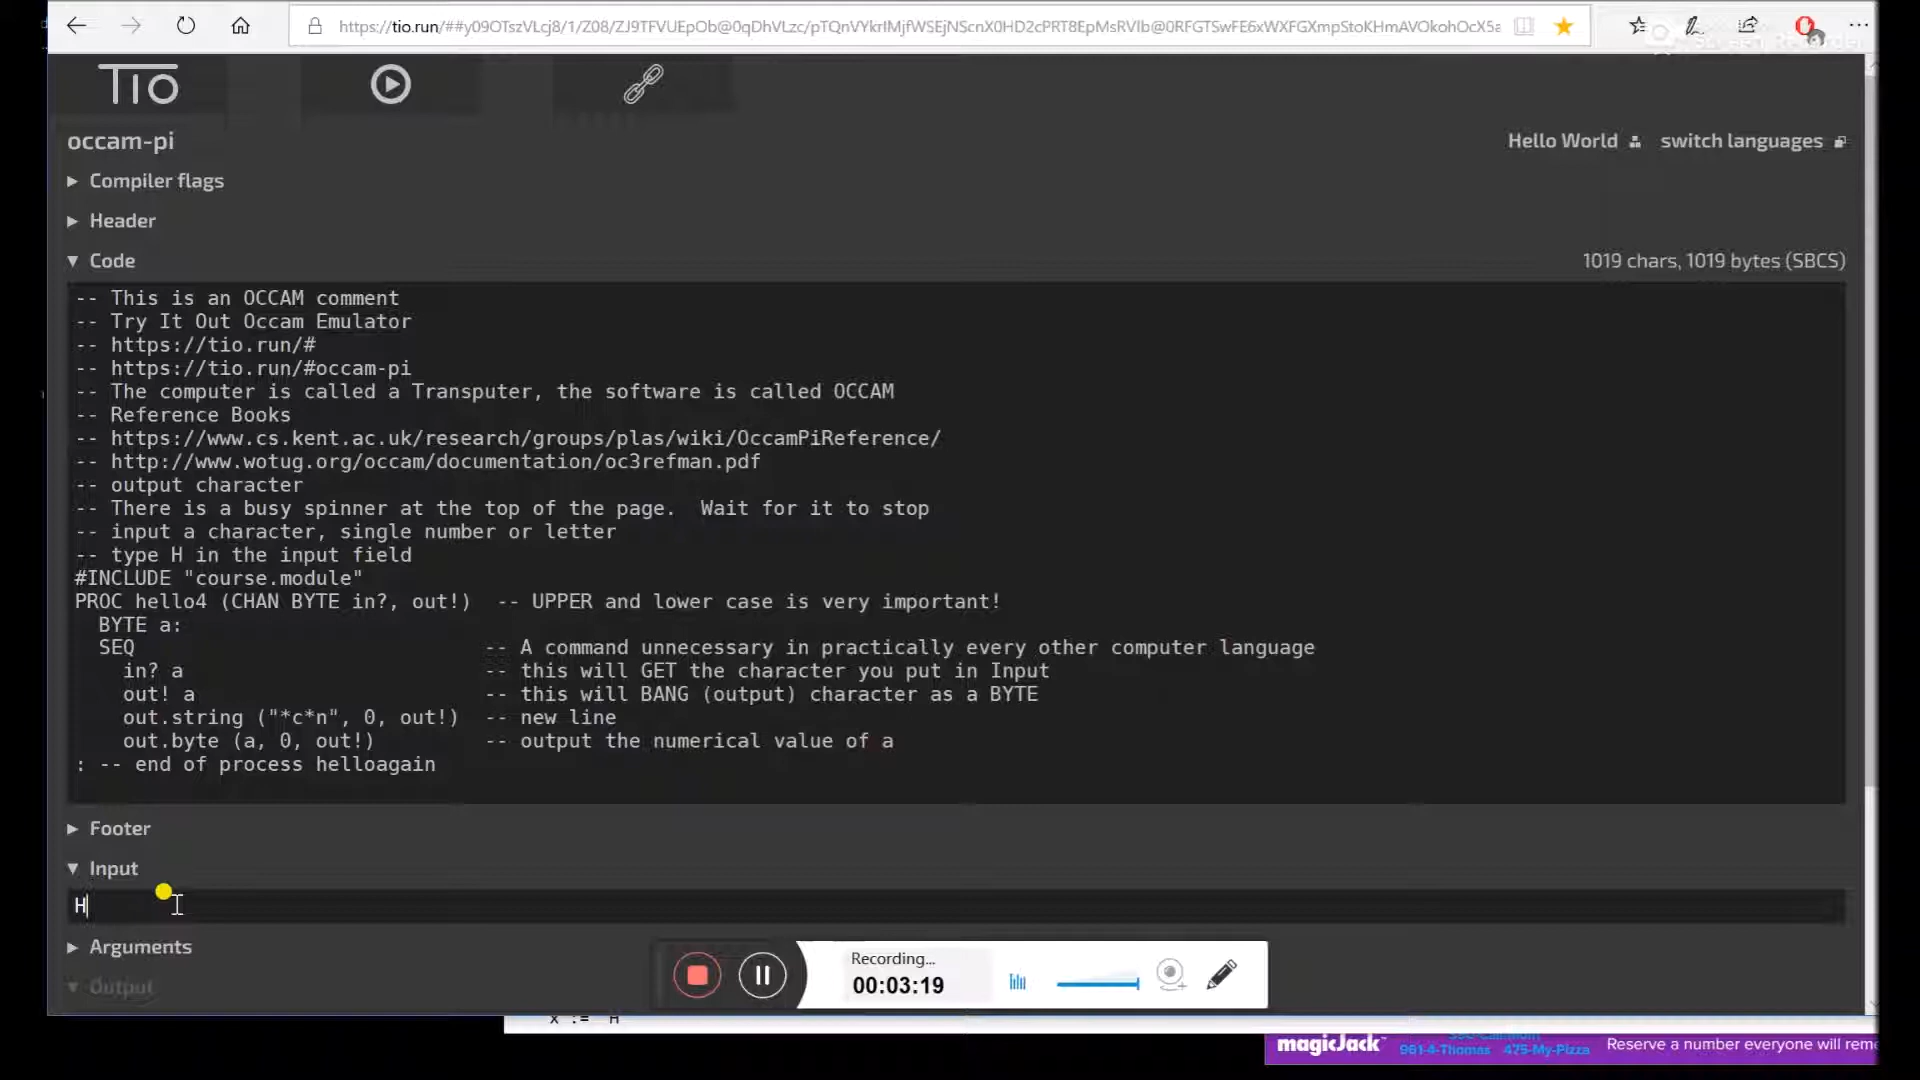 https://tio.run/##y09OTszVLcj8/1/Z08/ZJ9TFVUEpOb@0qDhVLzc/pTQnVYkrIMjfWSEjNScnX0HD2cPRT8EpMsRVIb@0RFGTSwFE6xWXFGXmpStoKHmAVOkohOcX5a
TIO
occam-pi
Hello World switch languages
► Compiler flags
► Header
▼ Code
1019 chars, 1019 bytes (SBCS)
-- This is an OCCAM comment
-- Try It Out Occam Emulator
-- https://tio.run/#
-- https://tio.run/#occam-pi
-- The computer is called a Transputer, the software is called OCCAM
-- Reference Books
-- https://www.cs.kent.ac.uk/research/groups/plas/wiki/OccamPiReference/
-- http://www.wotug.org/occam/documentation/oc3refman.pdf
-- output character
-- There is a busy spinner at the top of the page.  Wait for it to stop
-- input a character, single number or letter
-- type H in the input field
#INCLUDE "course.module"
PROC hello4 (CHAN BYTE in?, out!)  -- UPPER and lower case is very important!
  BYTE a:
  SEQ                              -- A command unnecessary in practically every other computer language
    in? a                          -- this will GET the character you put in Input
    out! a                         -- this will BANG (output) character as a BYTE
    out.string ("*c*n", 0, out!)  -- new line
    out.byte (a, 0, out!)          -- output the numerical value of a
: -- end of process helloagain
► Footer
▼ Input
H
► Arguments
▼ Output
Recording...
00:03:19
x := H
magicJack
961-4-Thomas 475-My-Pizza
Reserve a number everyone will rem